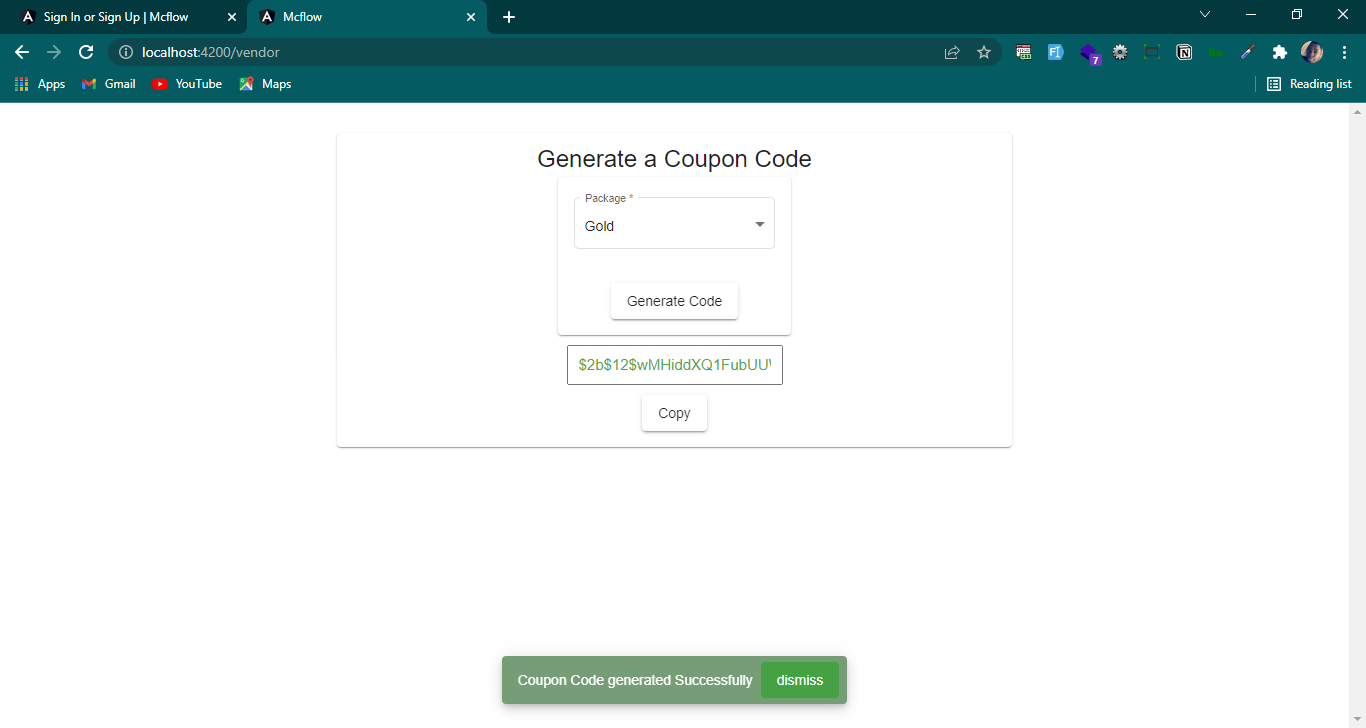 Sign In or Sign Up | Mcflow
Mcflow
localhost:4200/vendor
7
Apps
Gmail
YouTube
Maps
Reading list
Generate a Coupon Code
Package *
Gold
Generate Code
$2b$12$wMHiddXQ1FubUU
Copy
Coupon Code generated Successfully
dismiss